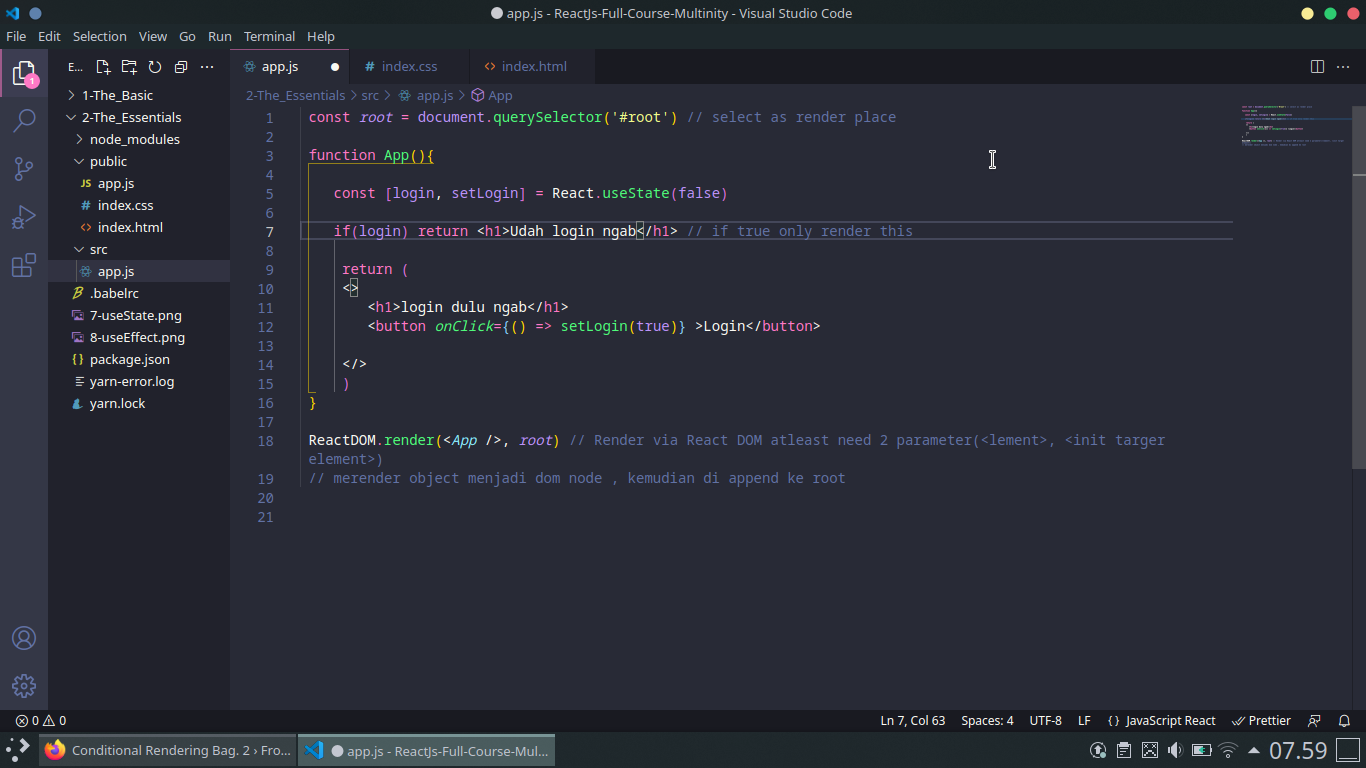 app.js - ReactJs-Full-Course-Multinity - Visual Studio Code
File Edit Selection View Go Run Terminal Help
E... app.js # index.css <> index.html
1
1-The_Basic
2-The_Essentials
node_modules
public
JS app.js
# index.css
<> index.html
src
app.js
.babelrc
7-useState.png
8-useEffect.png
{} package.json
yarn-error.log
yarn.lock
2-The_Essentials > src > app.js > App
1 const root = document.querySelector('#root') // select as render place
2
3 function App(){
4
5 const [login, setLogin] = React.useState(false)
6
7 if(login) return <h1>Udah login ngab</h1> // if true only render this
8
9 return (
10 <>
11 <h1>login dulu ngab</h1>
12 <button onClick={() => setLogin(true)} >Login</button>
13
14 </>
15 )
16 }
17
18 ReactDOM.render(<App />, root) // Render via React DOM atleast need 2 parameter(<lement>, <init targer
element>)
19 // merender object menjadi dom node , kemudian di append ke root
20
21
0 0 Ln 7, Col 63 Spaces: 4 UTF-8 LF {} JavaScript React Prettier
Conditional Rendering Bag. 2 › Fro... app.js - ReactJs-Full-Course-Mul... 07.59